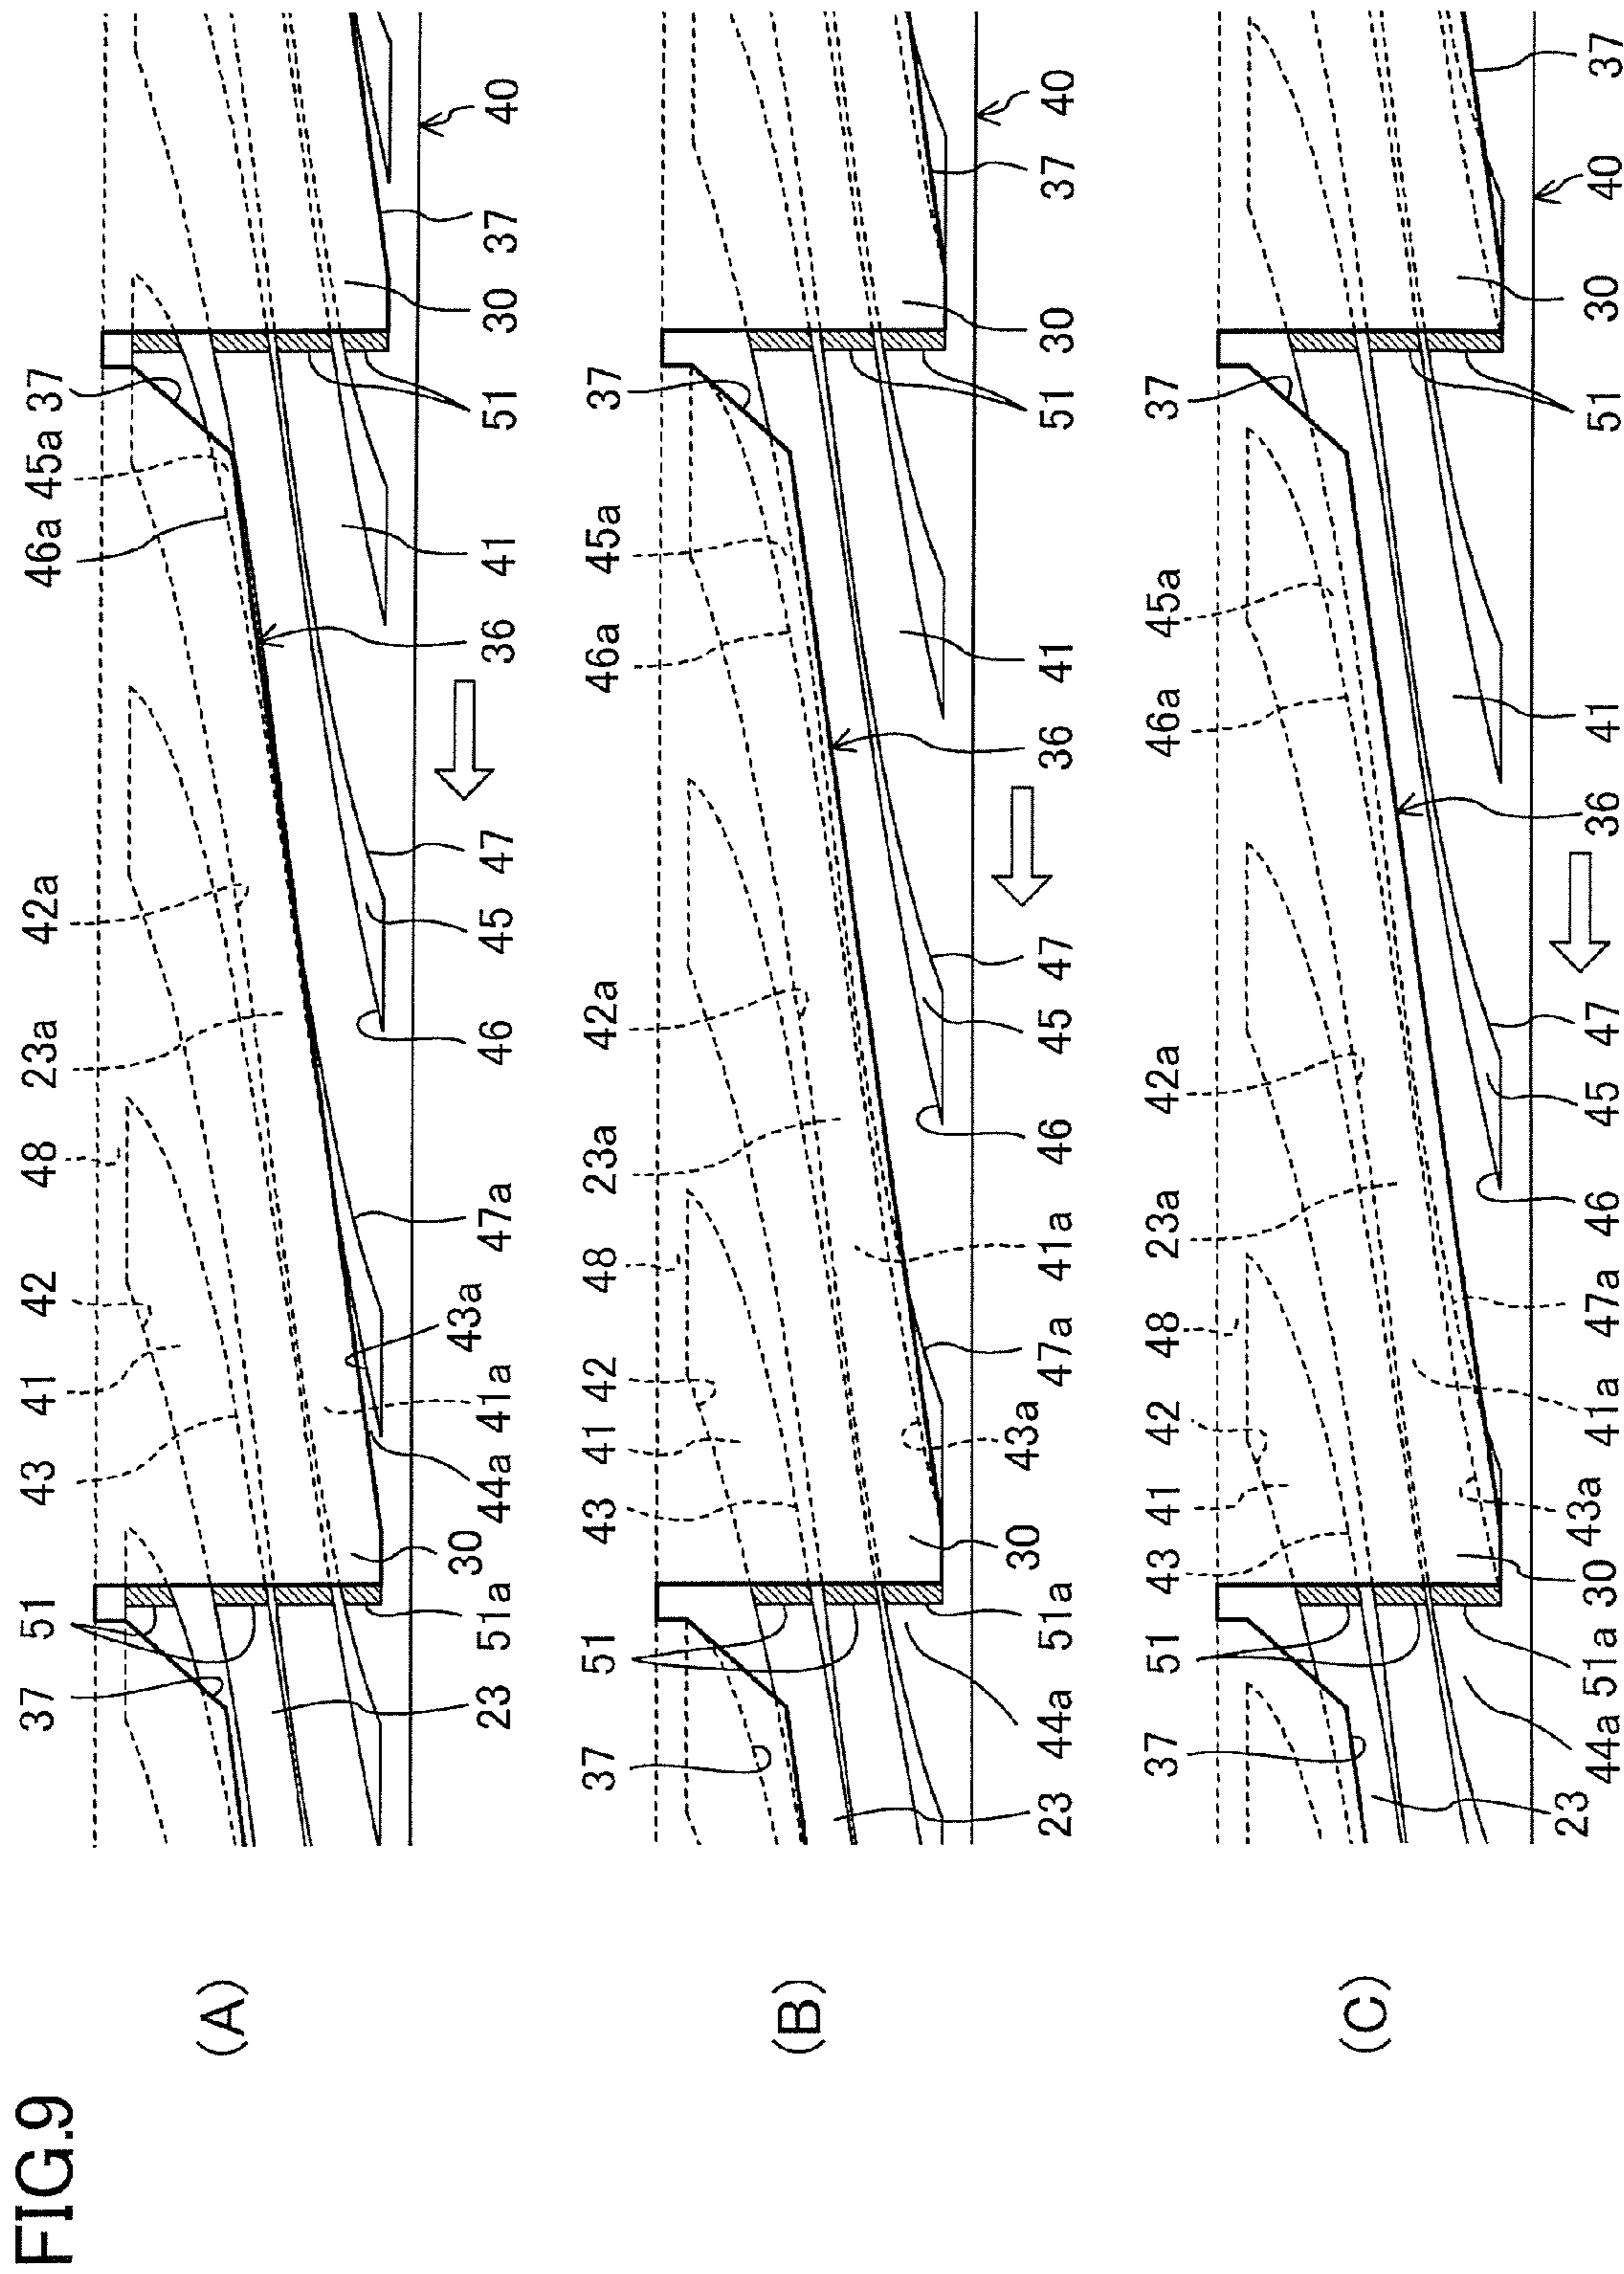 FIG.9
(A)
37 51 43 41 42 48 23a 42a 46a 45a 37
23 51a 30 44a 41a 43a 47a 46 45 47 36 41 51 30 37 40
(B)
37 51 43 41 42 48 23a 42a 46a 45a 37
23 44a 51a 30 43a 47a 41a 46 45 47 36 41 51 30 37 40
(C)
37 51 43 41 42 48 23a 42a 46a 45a 37
23 44a 51a 30 43a 41a 47a 46 45 47 36 41 51 30 40 37